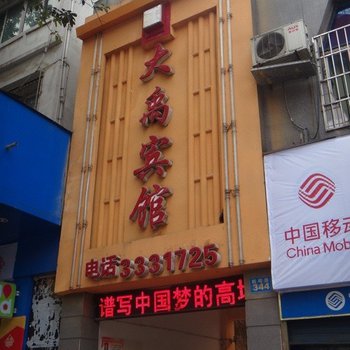 大禹宾馆
电话3331725
谱写中国梦的高
中国移动
China Mob
344